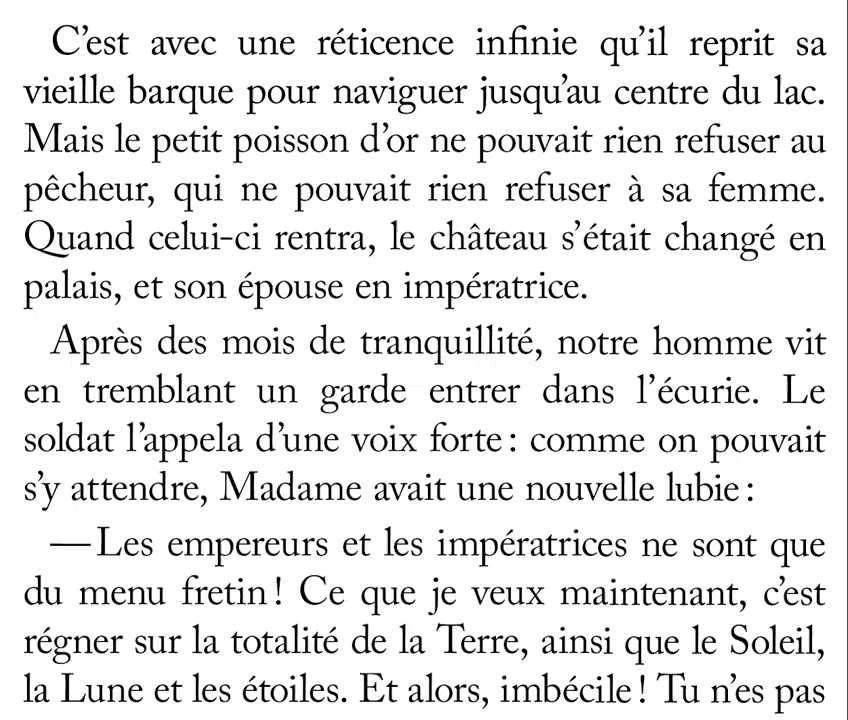 C’est avec une réticence infinie qu’il reprit sa
vieille barque pour naviguer jusqu’au centre du lac.
Mais le petit poisson d’or ne pouvait rien refuser au
pêcheur, qui ne pouvait rien refuser à sa femme.
Quand celui-ci rentra, le château s’était changé en
palais, et son épouse en impératrice.
Après des mois de tranquillité, notre homme vit
en tremblant un garde entrer dans l’écurie. Le
soldat l’appela d’une voix forte : comme on pouvait
s’y attendre, Madame avait une nouvelle lubie :
— Les empereurs et les impératrices ne sont que
du menu fretin ! Ce que je veux maintenant, c’est
régner sur la totalité de la Terre, ainsi que le Soleil,
la Lune et les étoiles. Et alors, imbécile ! Tu n’es pas